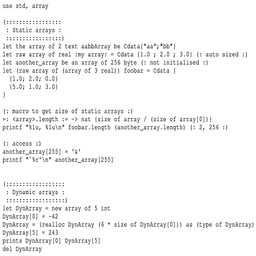 use std, array

(:::::::::::::::::
: Static arrays :
:::::::::::::::::)
let the array of 2 text aabbArray be Cdata("aa";"bb")
let raw array of real :my array: = Cdata (1.0 ; 2.0 ; 3.0) (: auto sized :)
let another_array be an array of 256 byte (: not initialised :)
let (raw array of (array of 3 real)) foobar = Cdata {
(1.0; 2.0; 0.0)
(5.0; 1.0; 3.0)
}
(: macro to get size of static arrays :)
=: <array>.length := -> nat (size of array / (size of array[0]))
printf "%lu, %lu\n" foobar.length (another_array.length) (: 2, 256 :)
(: access :)
another_array[255] = '&'
printf "`%c'\n" another_array[255]
(::::::::::::::::::
: Dynamic arrays :
::::::::::::::::::)
let DynArray = new array of 5 int
DynArray[0] = -42
DynArray = (realloc DynArray (6 * size of DynArray[0])) as (type of DynArray)
DynArray[5] = 243
prints DynArray[0] DynArray[5]
del DynArray